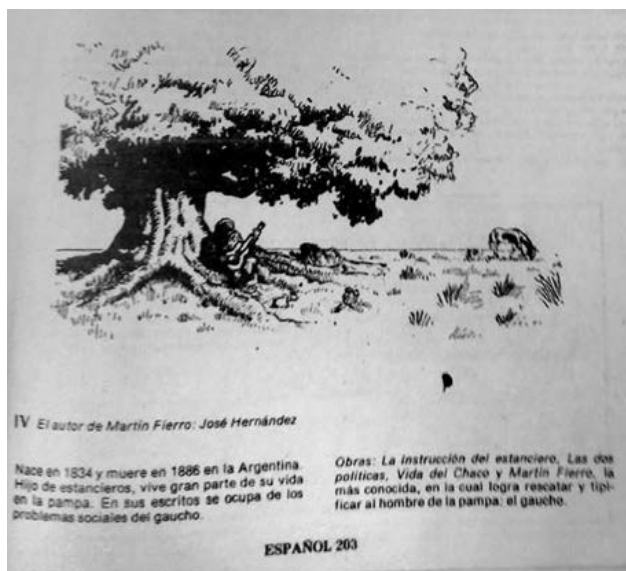 IV El autor de Martín Fierro: José Hernández
Nace en 1834 y muere en 1886 en la Argentina.
Hijo de estancieros, vive gran parte de su vida
en la pampa. En sus escritos se ocupa de los
problemas sociales del gaucho.
Obras: La Instrucción del estanciero, Las dos
políticas, Vida del Chaco y Martín Fierro, la
más conocida, en la cual logra rescatar y tipi-
ficar al hombre de la pampa: el gaucho.
ESPAÑOL 203